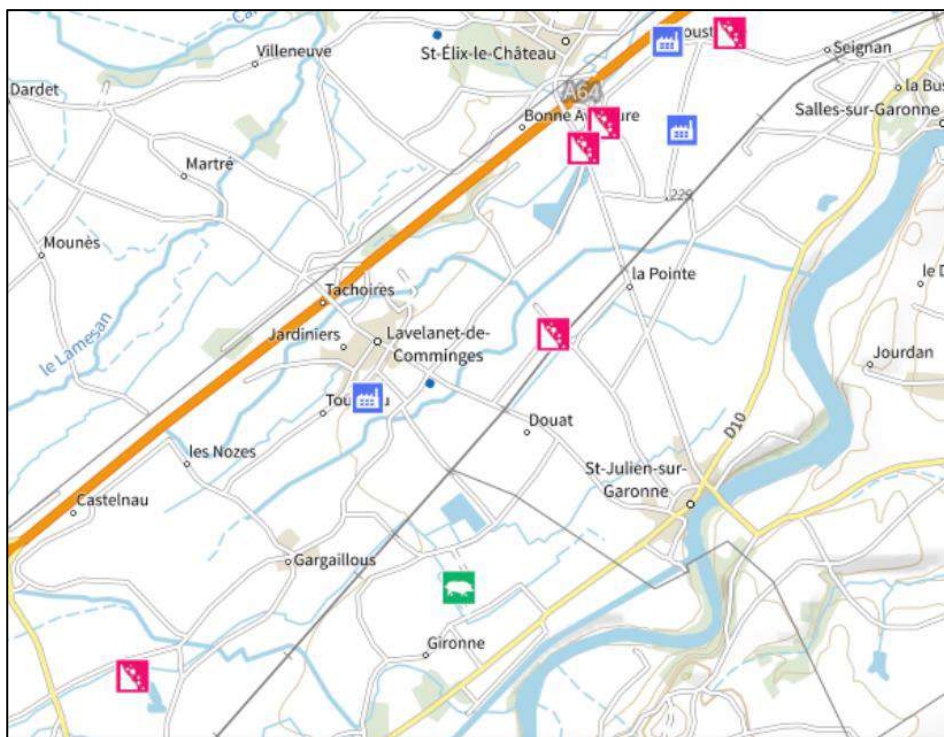 St-Élix-le-Château
Villeneuve
Seignan
Dardet
la Bus
A64
Salles-sur-Garonne
Martré
Mounès
la Pointe
le D
Tachoires
le Lamesan
Jardiniers
Lavelanet-de-
Comminges
Jourdan
Douat
D10
les Nozes
St-Julien-sur-
Garonne
Castelnau
Gargaillous
Gironne